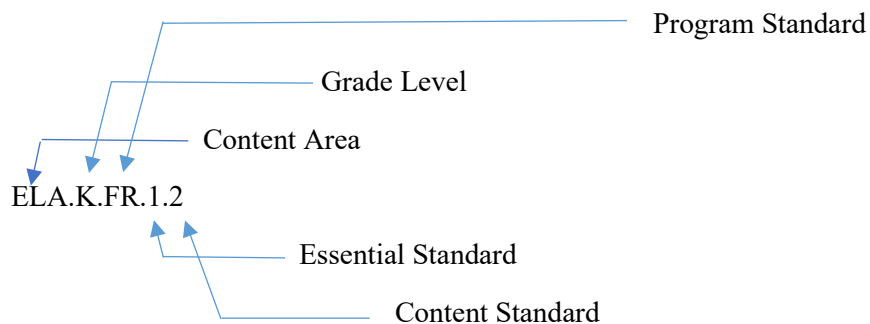 Program Standard
Grade Level
Content Area
ELA.K.FR.1.2
Essential Standard
Content Standard